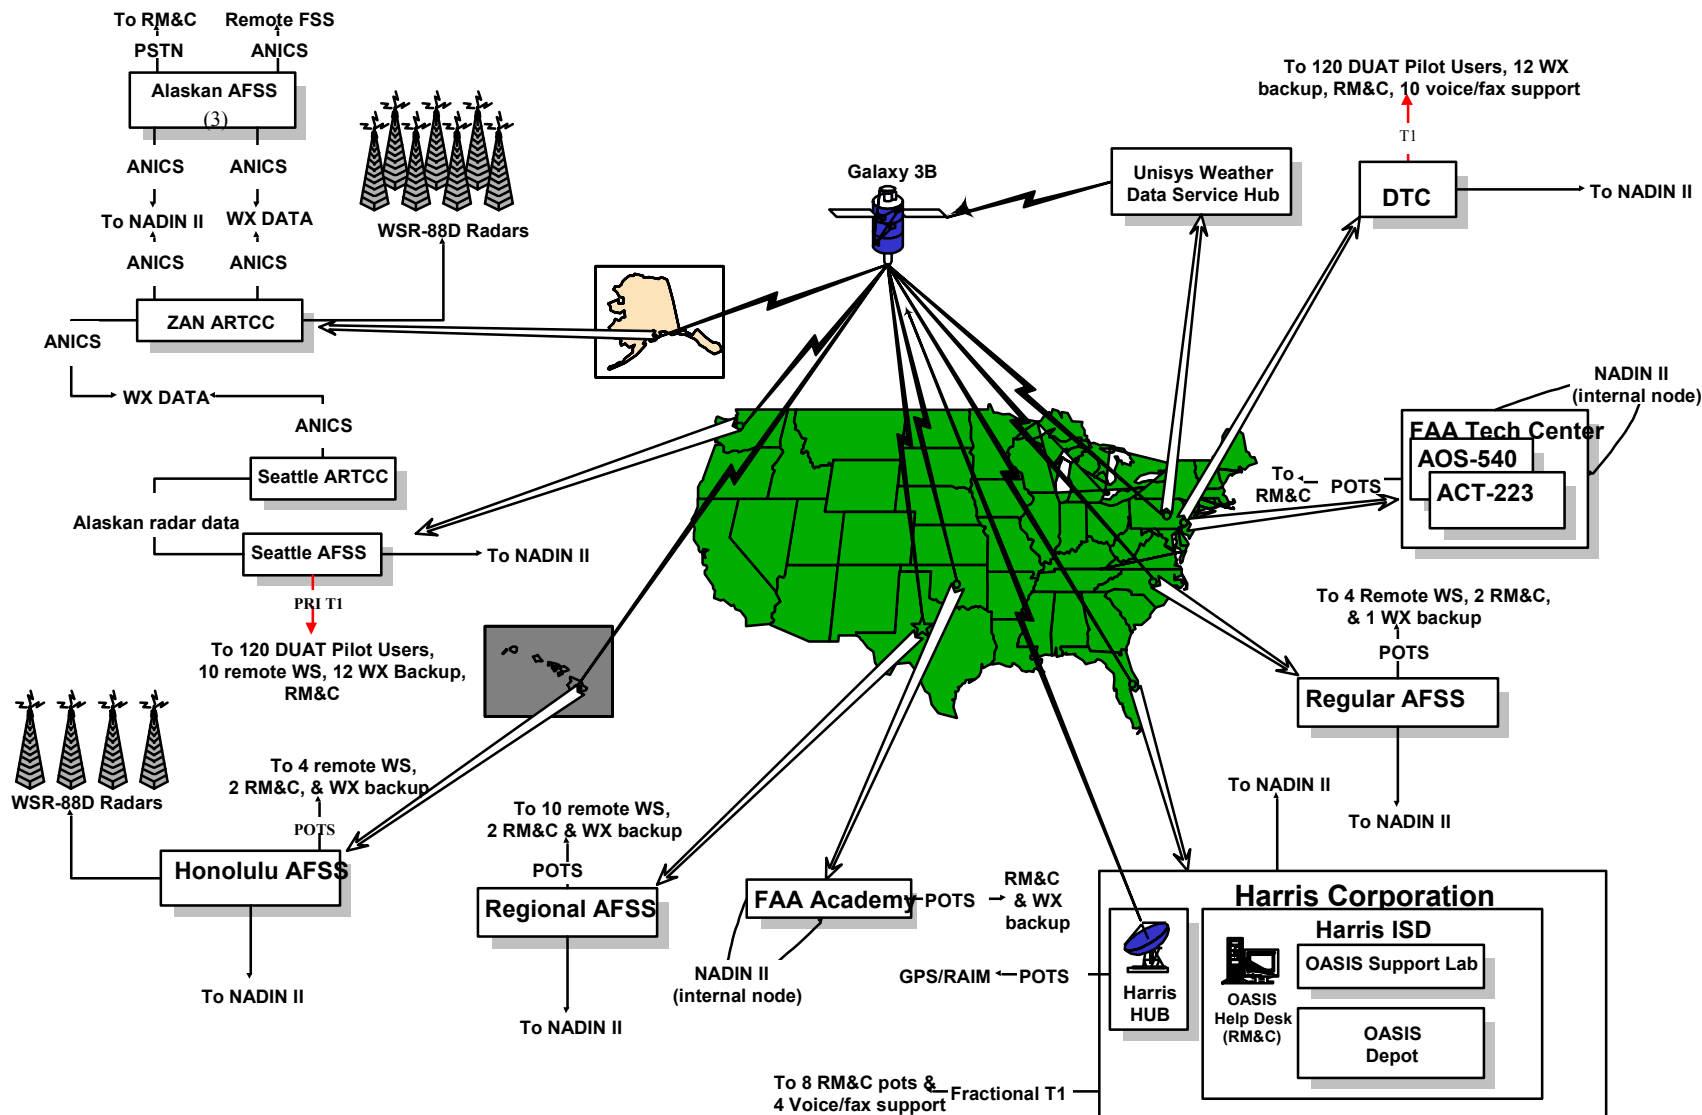 To RM&C
Remote FSS
PSTN
ANICS
Alaskan AFSS
(3)
ANICS
ANICS
To NADIN II
WX DATA
ANICS
ANICS
ZAN ARTCC
ANICS
WX DATA
ANICS
Seattle ARTCC
Alaskan radar data
Seattle AFSS
To NADIN II
PRI T1
To 120 DUAT Pilot Users,
10 remote WS, 12 WX Backup,
RM&C
WSR-88D Radars
Galaxy 3B
Unisys Weather
Data Service Hub
To 120 DUAT Pilot Users, 12 WX
backup, RM&C, 10 voice/fax support
T1
DTC
To NADIN II
NADIN II
(internal node)
FAA Tech Center
AOS-540
ACT-223
To
RM&C
POTS
To 4 Remote WS, 2 RM&C,
& 1 WX backup
POTS
Regular AFSS
To NADIN II
WSR-88D Radars
To 4 remote WS,
2 RM&C, & WX backup
POTS
Honolulu AFSS
To NADIN II
To 10 remote WS,
2 RM&C & WX backup
POTS
Regional AFSS
To NADIN II
FAA Academy
POTS
RM&C
& WX
backup
NADIN II
(internal node)
GPS/RAIM
POTS
To NADIN II
Harris Corporation
Harris
HUB
Harris ISD
OASIS
Help Desk
(RM&C)
OASIS Support Lab
OASIS
Depot
To 8 RM&C pots &
4 Voice/fax support
Fractional T1